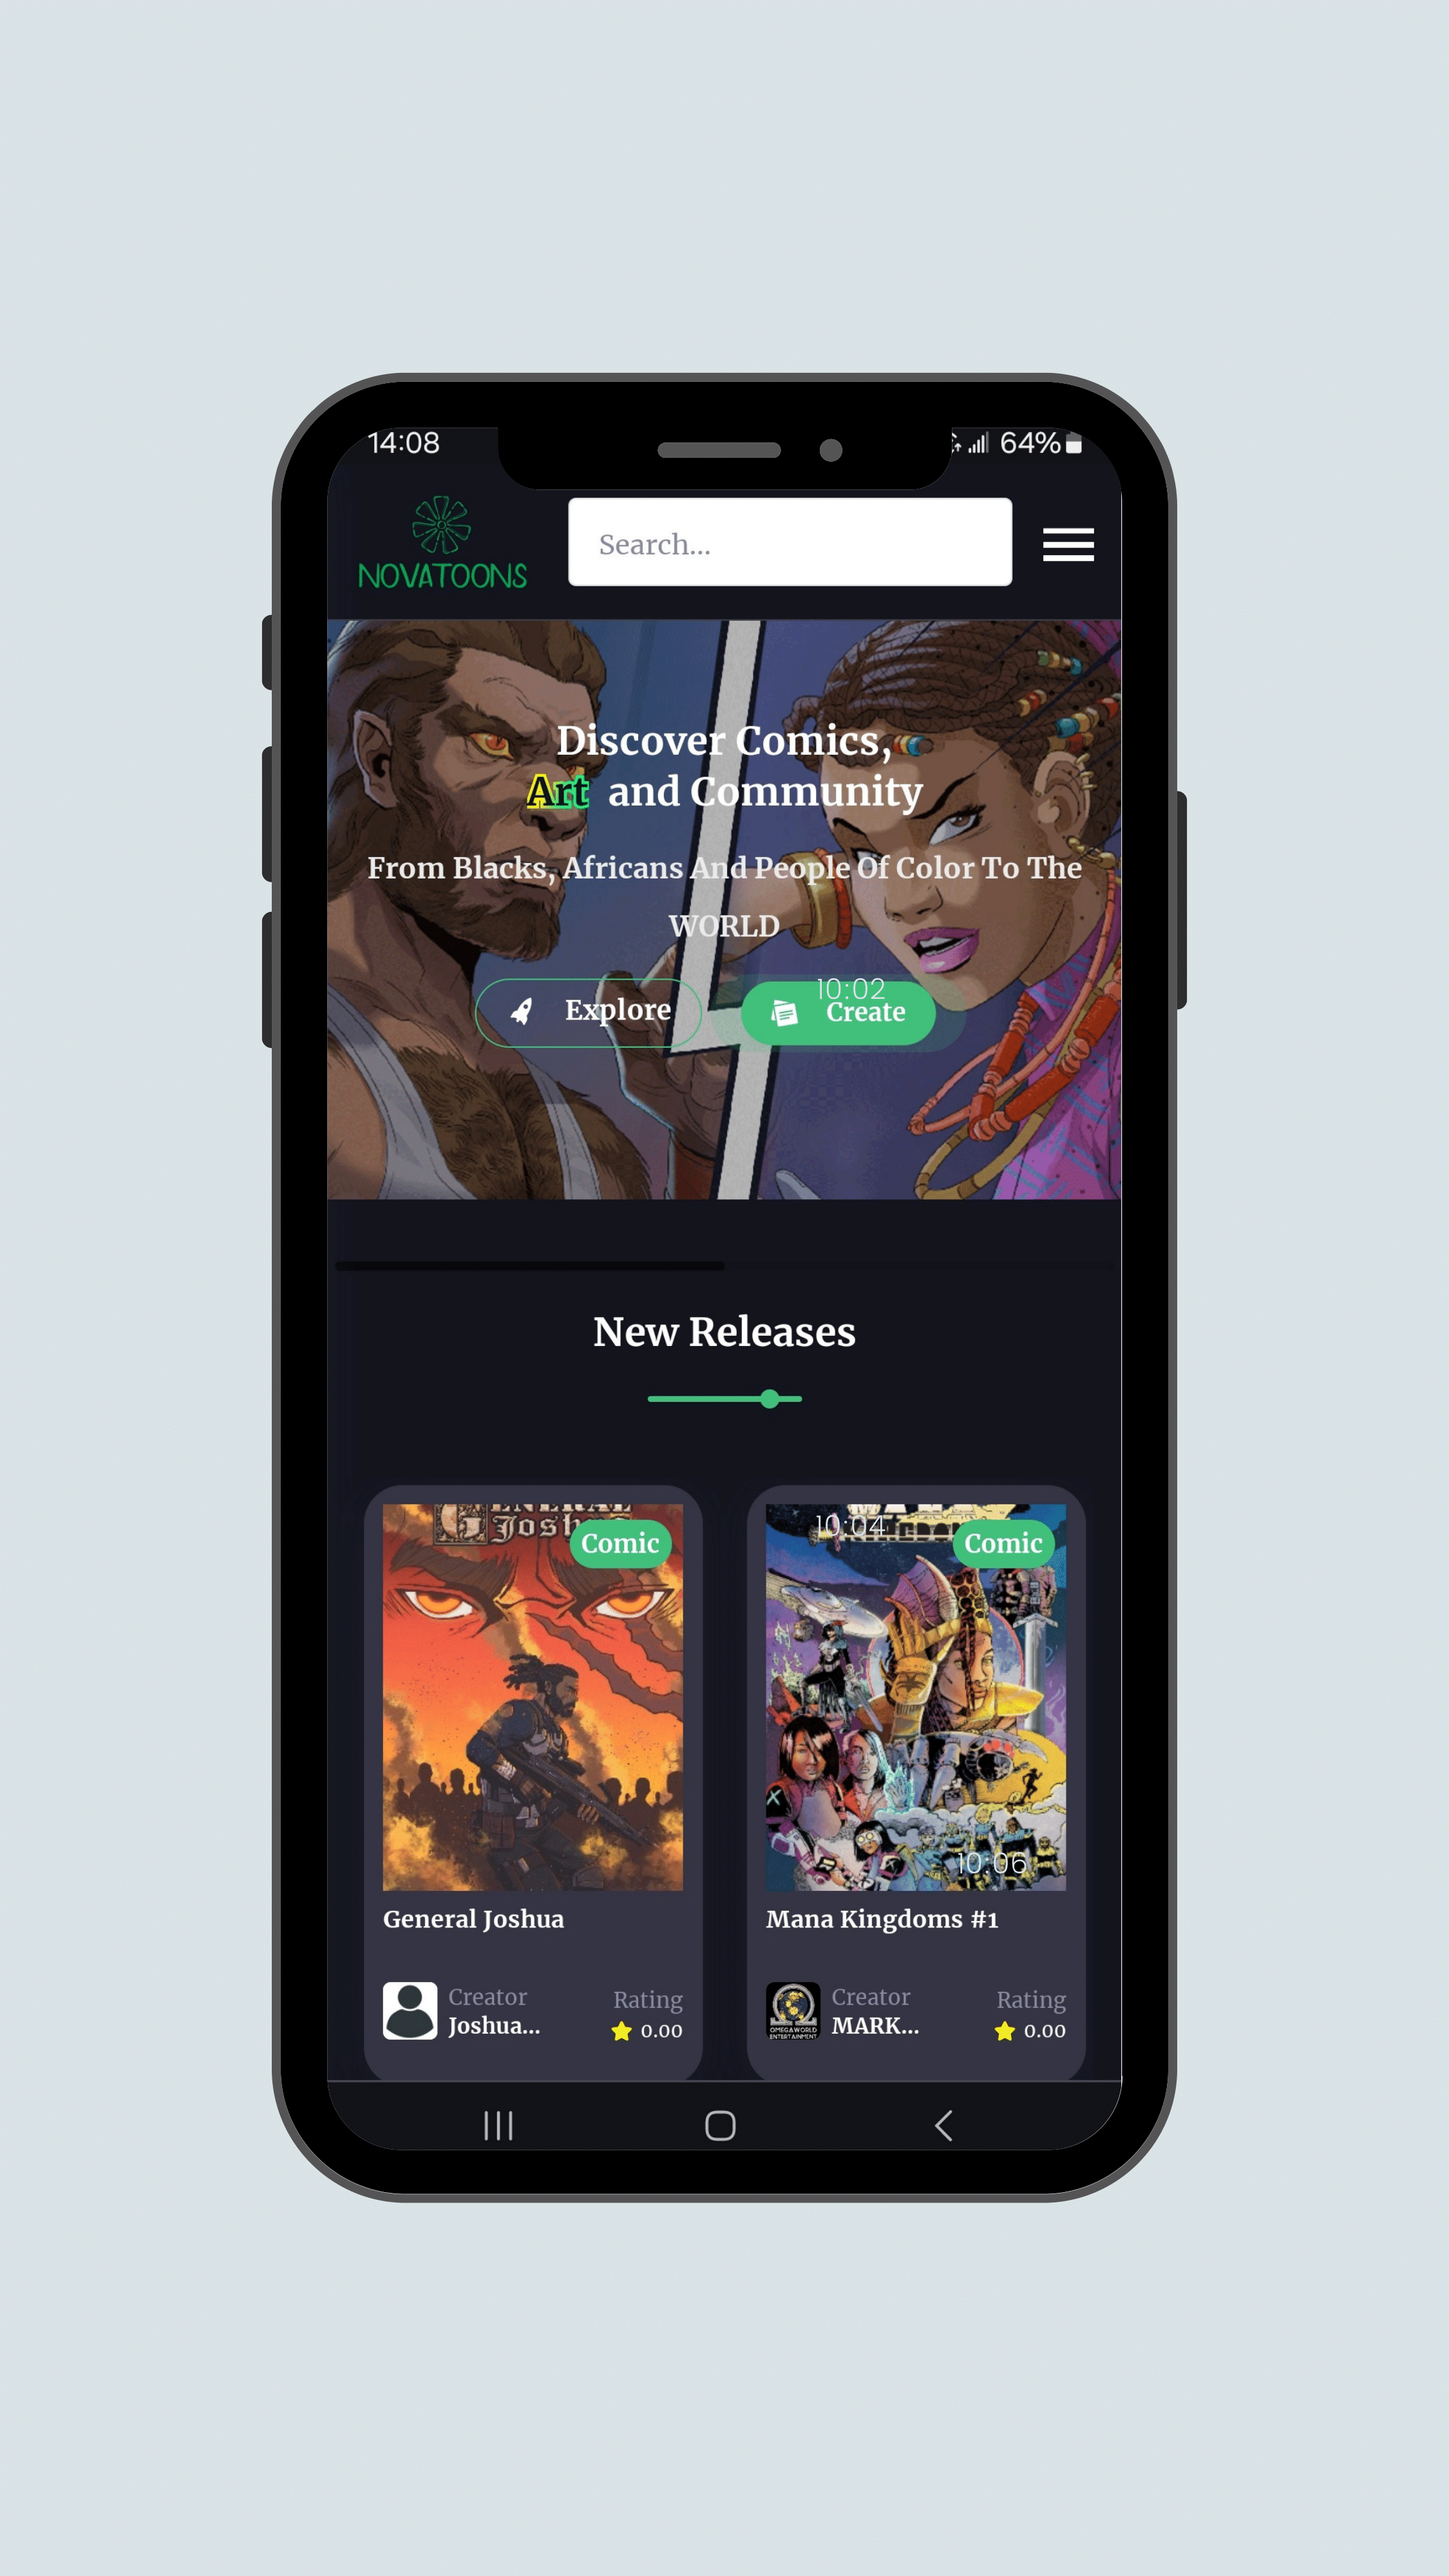 14:08
64%
NOVATOONS
Search...
Discover Comics,
Art and Community
From Blacks, Africans And People Of Color To The
WORLD
10:02
Explore
Create
New Releases
GENERAL
Joshua
Comic
10:04
Comic
10:06
General Joshua
Mana Kingdoms #1
Creator
Joshua...
Rating
0.00
OMEGAWORLD
ENTERTAINMENT
Creator
MARK...
Rating
0.00